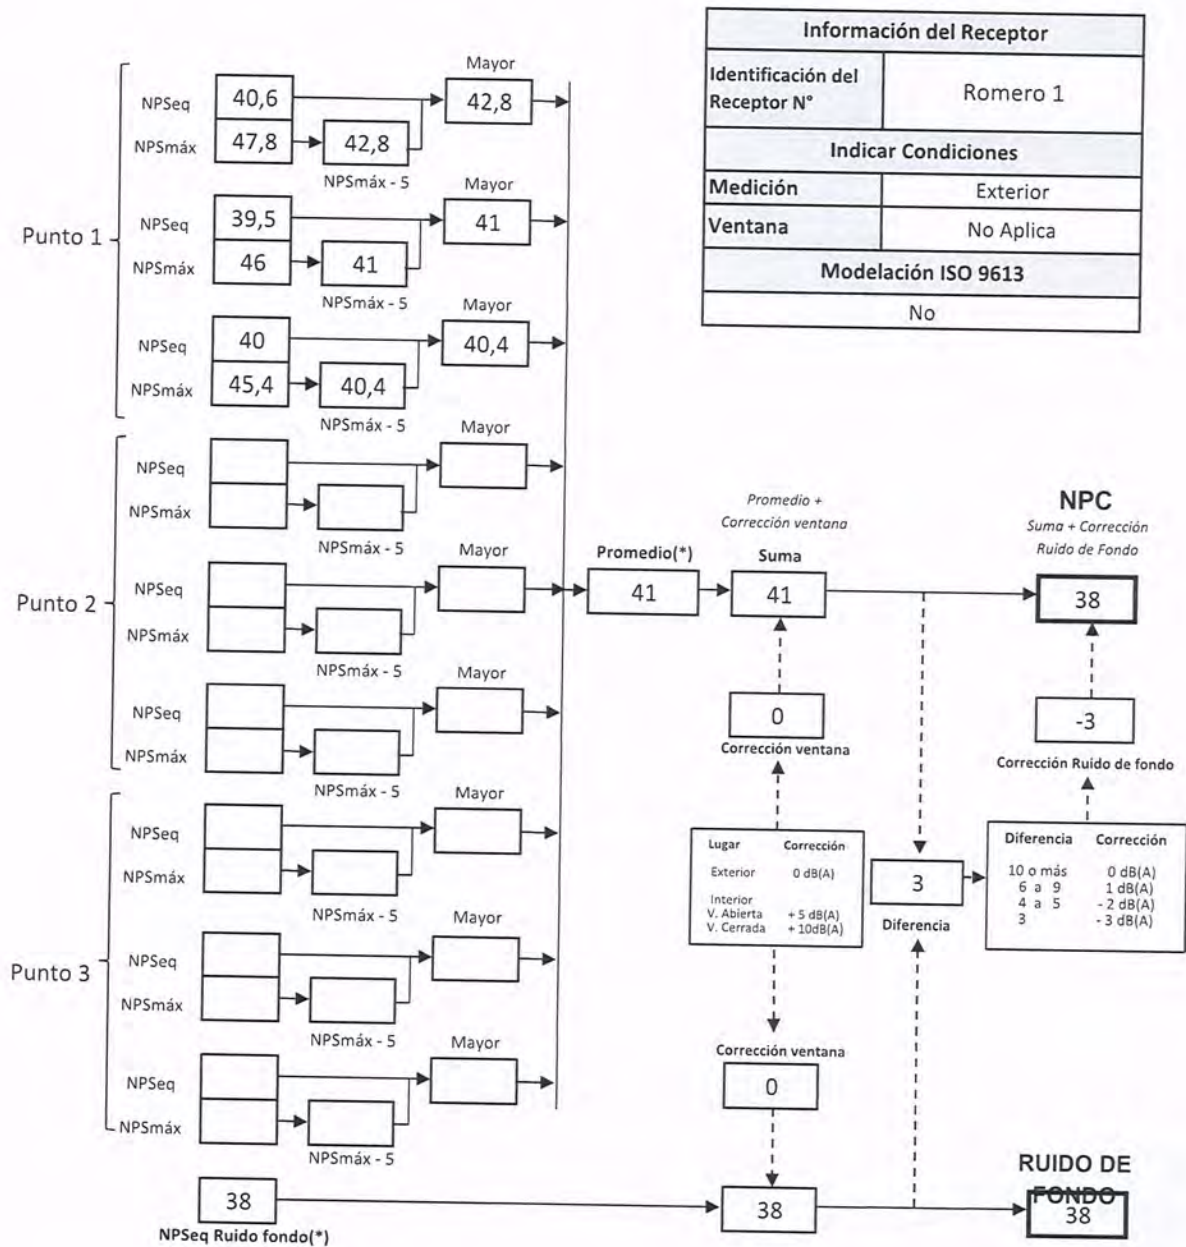 Información del Receptor
Identificación del Receptor N°
Romero 1
Indicar Condiciones
Medición
Exterior
Ventana
No Aplica
Modelación ISO 9613
No
Punto 1
NPSeq
40,6
Mayor
42,8
NPSmáx
47,8
42,8
NPSmáx - 5
NPSeq
39,5
Mayor
41
NPSmáx
46
41
NPSmáx - 5
NPSeq
40
Mayor
40,4
NPSmáx
45,4
40,4
NPSmáx - 5
Punto 2
NPSeq
Mayor
NPSmáx
NPSmáx - 5
NPSeq
Mayor
NPSmáx
NPSmáx - 5
NPSeq
Mayor
NPSmáx
NPSmáx - 5
Punto 3
NPSeq
Mayor
NPSmáx
NPSmáx - 5
NPSeq
Mayor
NPSmáx
NPSmáx - 5
NPSeq
Mayor
NPSmáx
NPSmáx - 5
Promedio(*)
41
Promedio +
Corrección ventana
Suma
41
NPC
Suma + Corrección
Ruido de Fondo
38
0
Corrección ventana
-3
Corrección Ruido de fondo
Lugar Corrección
Exterior 0 dB(A)
Interior
V. Abierta + 5 dB(A)
V. Cerrada + 10dB(A)
3
Diferencia
Diferencia Corrección
10 o más 0 dB(A)
6 a 9 1 dB(A)
4 a 5 - 2 dB(A)
3 - 3 dB(A)
Corrección ventana
0
38
NPSeq Ruido fondo(*)
38
RUIDO DE
FONDO
38